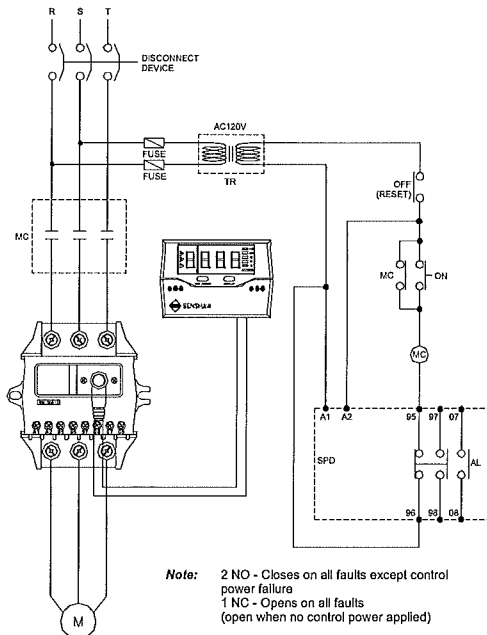 R S T
DISCONNECT
DEVICE
AC120V
FUSE
FUSE
TR
OFF
(RESET)
MC
MC
ON
BENSHAW
MC
A1 A2 95 97 07
SPD
AL
96 98 08
Note: 2 NO - Closes on all faults except control
power failure
1 NC - Opens on all faults
(open when no control power applied)
M